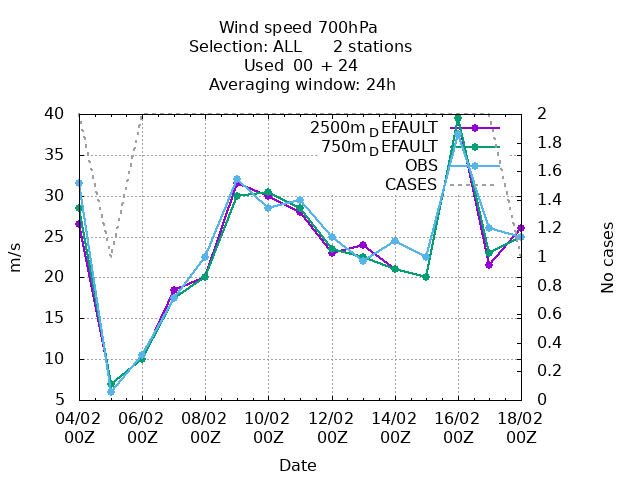 Wind speed 700hPa
Selection: ALL 2 stations
Used 00 + 24
Averaging window: 24h
2500m_DEFAULT
750m_DEFAULT
OBS
CASES
40
35
30
25
20
15
10
5
m/s
2
1.8
1.6
1.4
1.2
1
0.8
0.6
0.4
0.2
0
No cases
04/02 06/02 08/02 10/02 12/02 14/02 16/02 18/02
00Z 00Z 00Z 00Z 00Z 00Z 00Z 00Z
Date